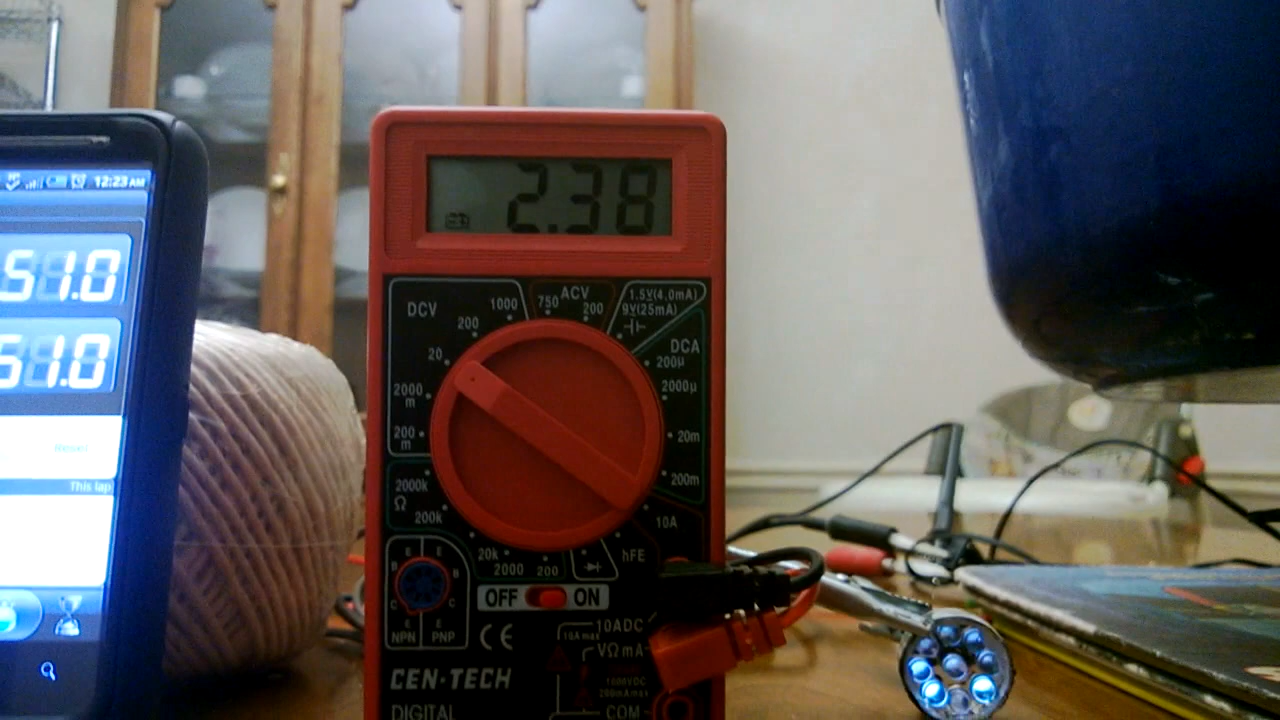 12:23 AM
51.0
51.0
Reset
This lap
2.38
DCV
1000
750
ACV
200
1.5V(4.0mA)
9V(25mA)
200
20
2000
m
200
m
2000k
Ω
200k
20k
2000
200
hFE
10A
200m
20m
2000µ
200µ
DCA
OFF
ON
E E
B B
C C
E E
NPN PNP
CE
10A max
10ADC
VΩmA
COM
CEN-TECH
DIGITAL